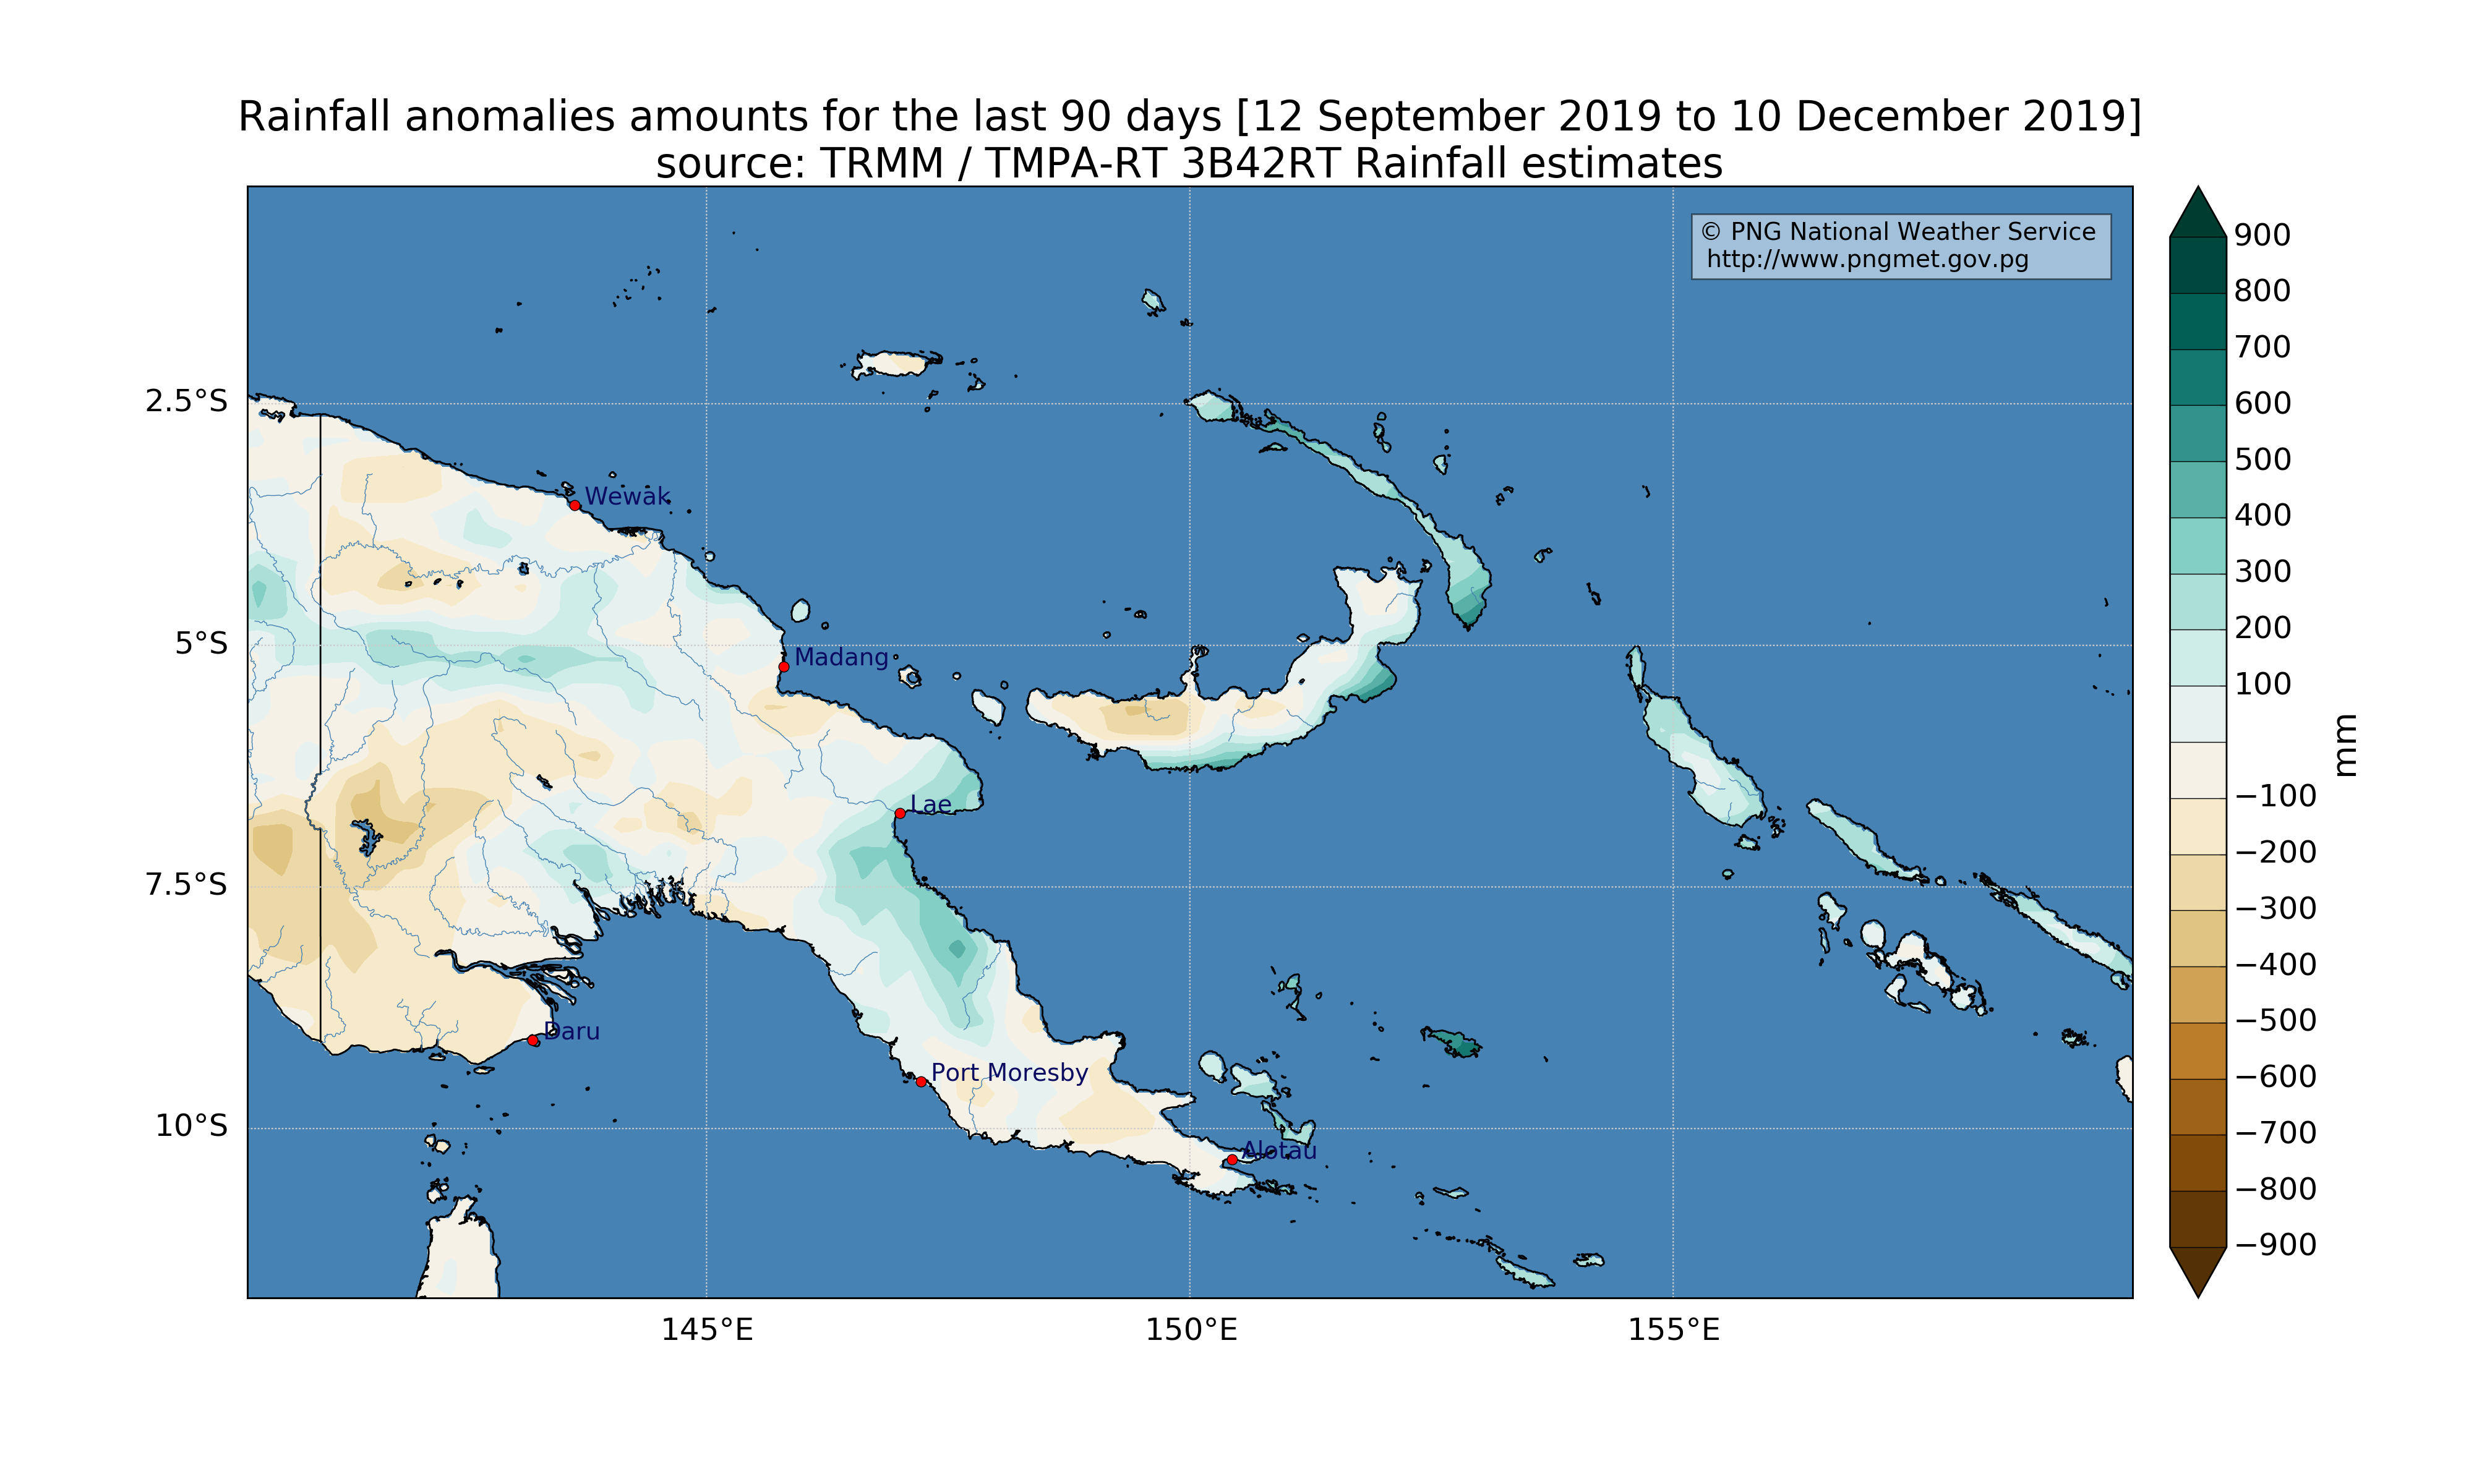 Rainfall anomalies amounts for the last 90 days [12 September 2019 to 10 December 2019]
source: TRMM / TMPA-RT 3B42RT Rainfall estimates
© PNG National Weather Service
http://www.pngmet.gov.pg
2.5°S
5°S
7.5°S
10°S
Wewak
Madang
Lae
Daru
Port Moresby
Alotau
145°E
150°E
155°E
900
800
700
600
500
400
300
200
100
−100
−200
−300
−400
−500
−600
−700
−800
−900
mm